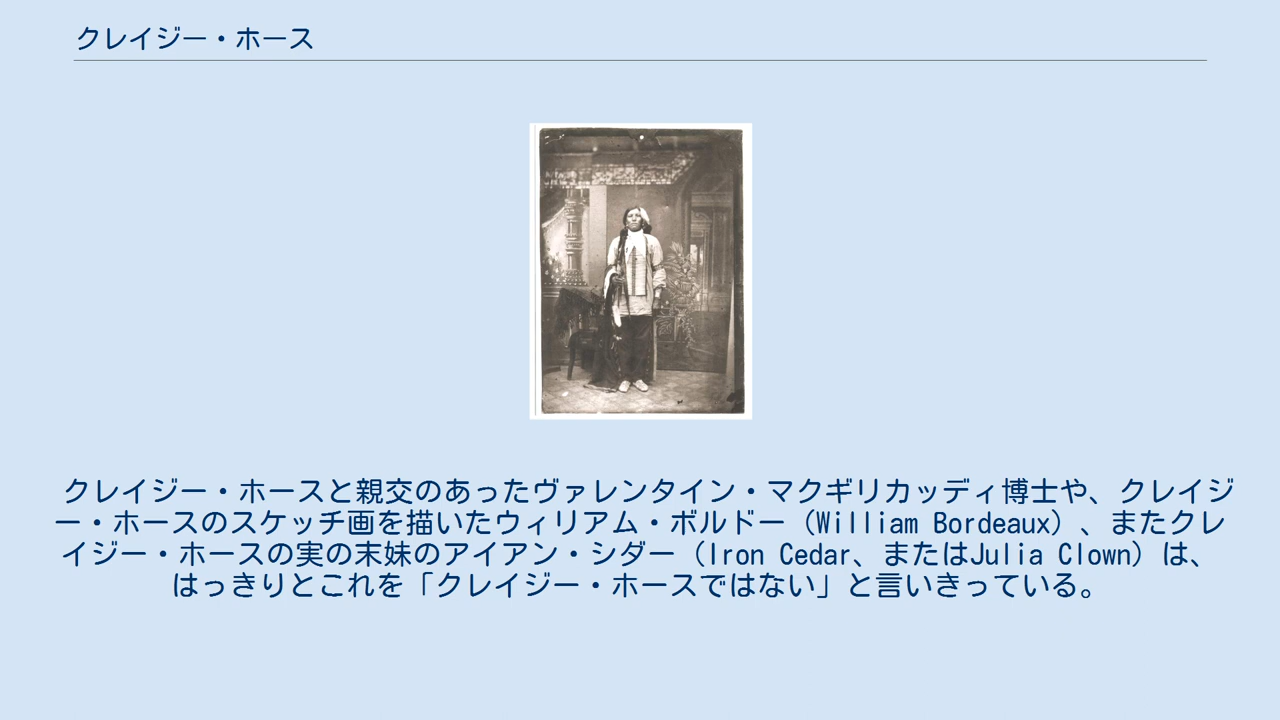 クレイジー・ホース
クレイジー・ホースと親交のあったヴァレンタイン・マクギリカッディ博士や、クレイジ
ー・ホースのスケッチ画を描いたウィリアム・ボルドー（William Bordeaux）、またクレ
イジー・ホースの実の末妹のアイアン・シダー（Iron Cedar、またはJulia Clown）は、
はっきりとこれを「クレイジー・ホースではない」と言いきっている。